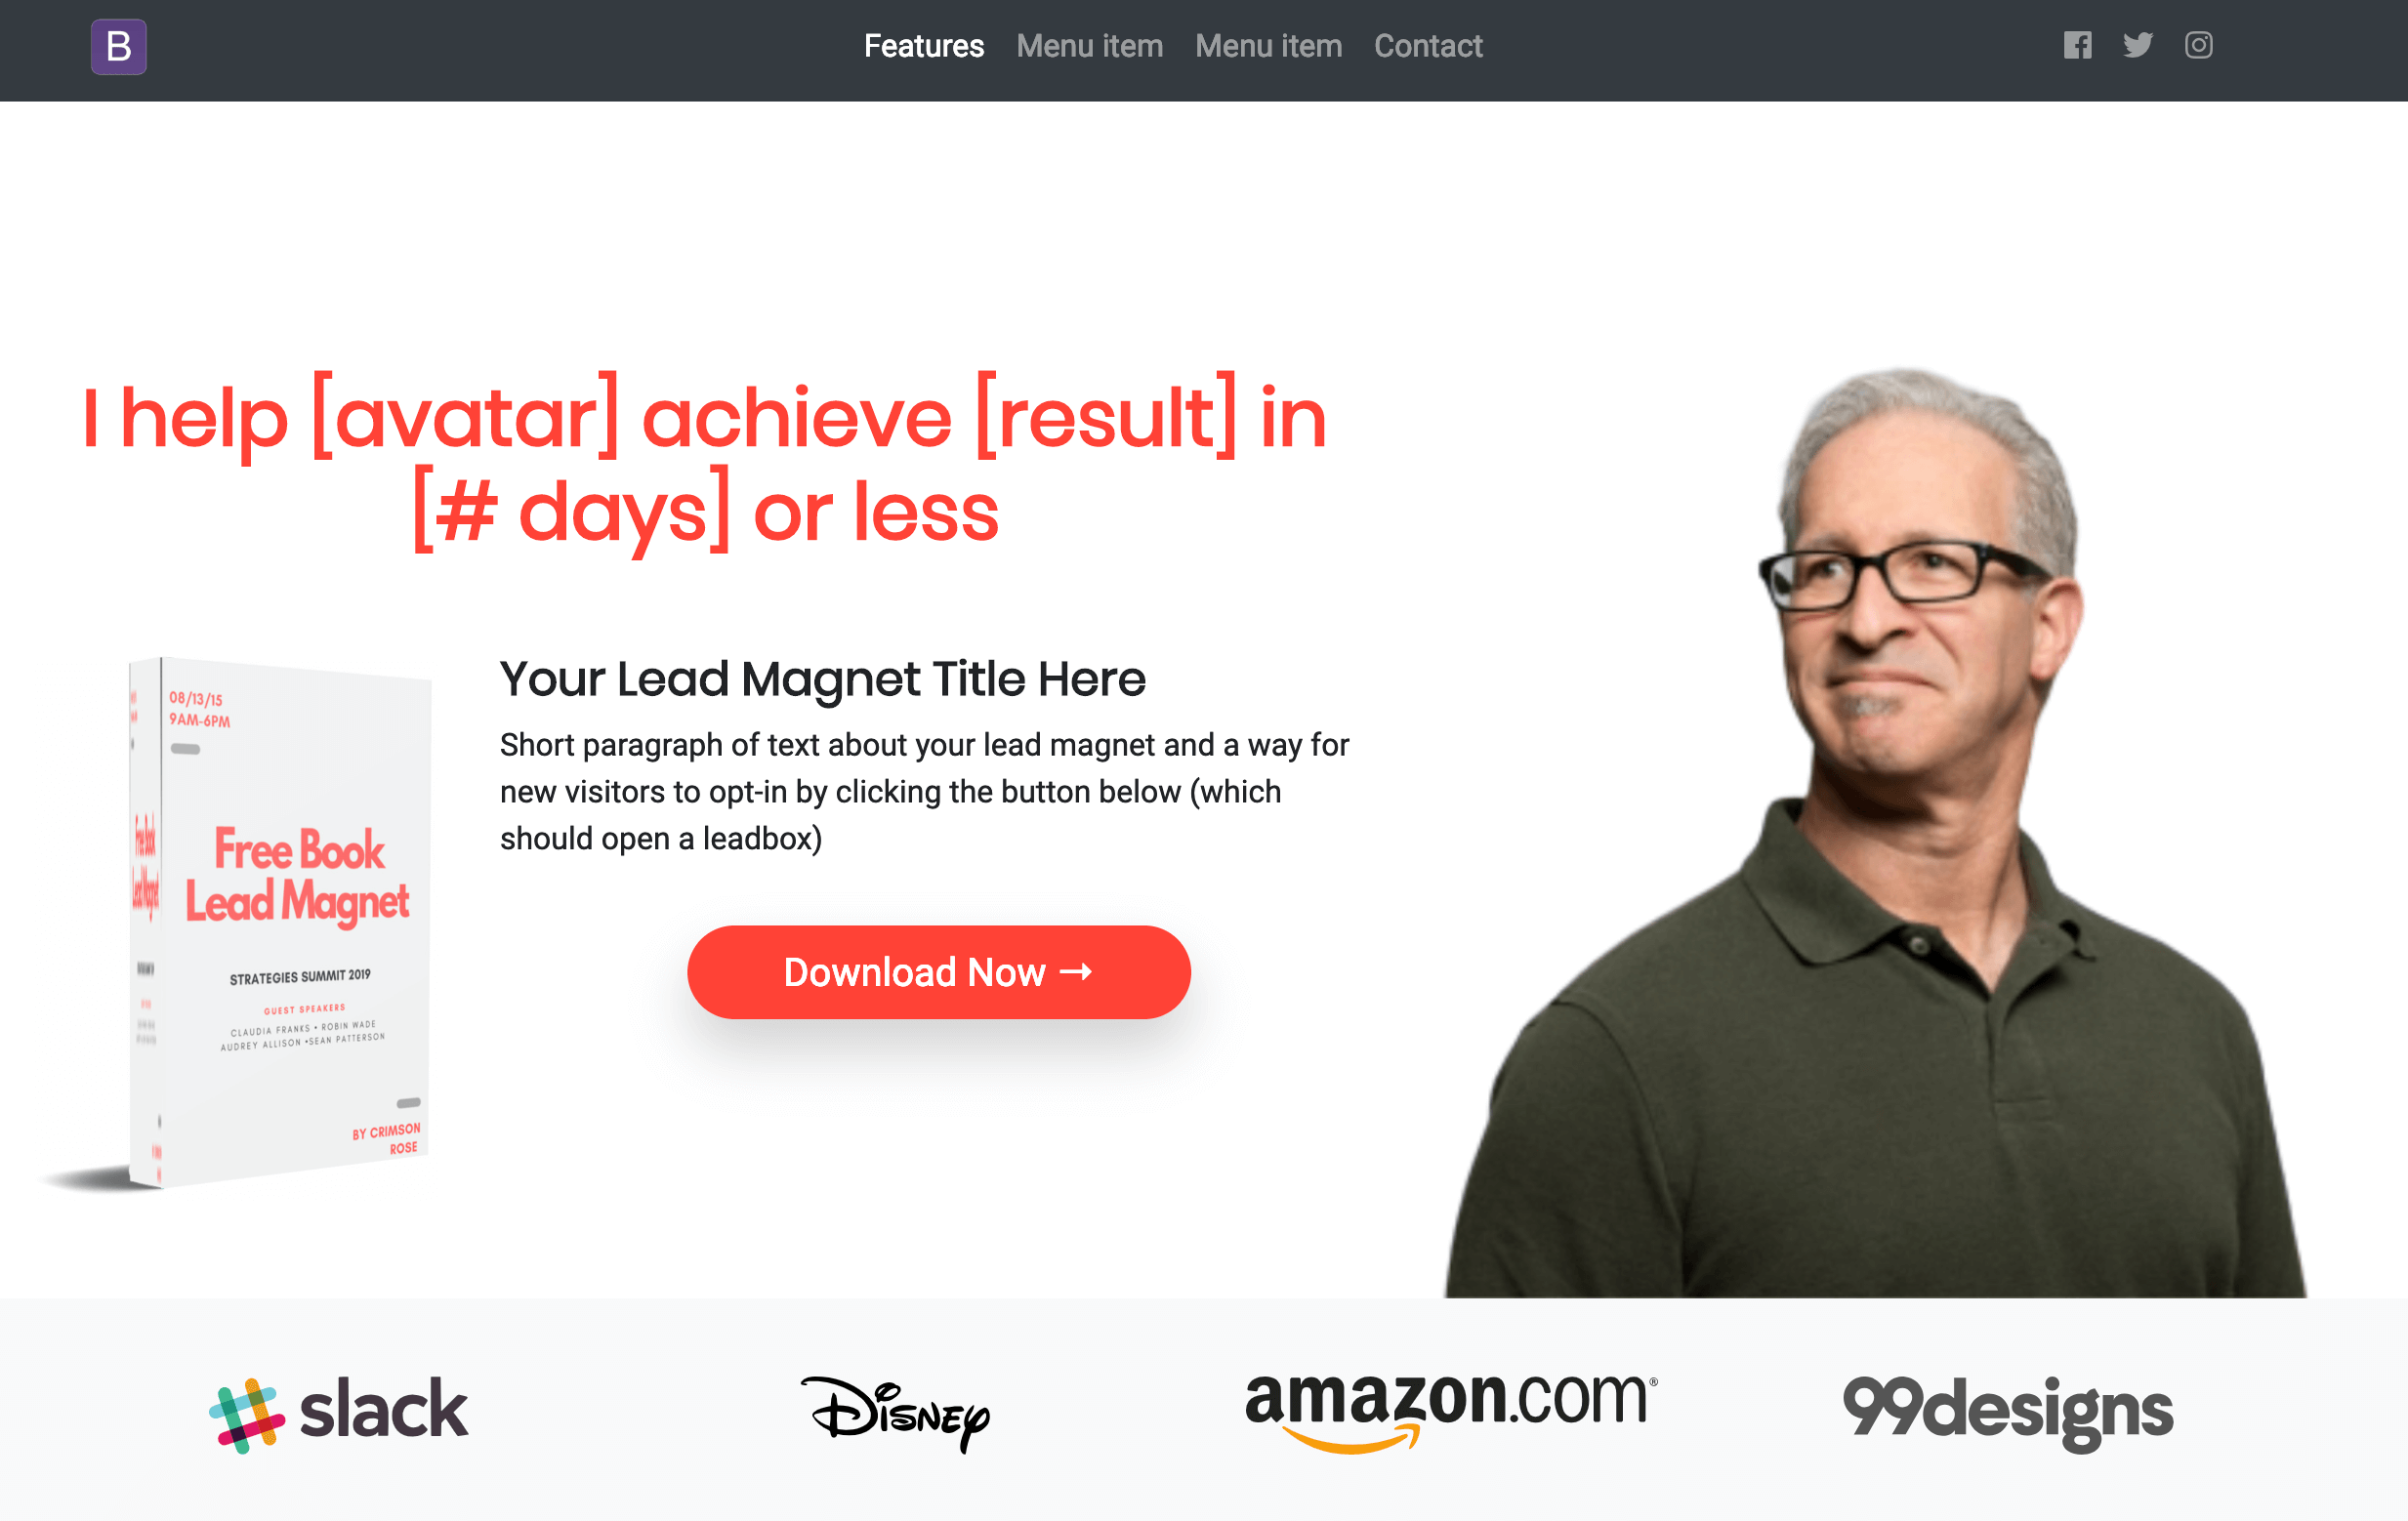 B
Features Menu item Menu item Contact
I help [avatar] achieve [result] in
[# days] or less
08/13/15
9AM-6PM
Free Book
Lead Magnet
Free Book
Lead Magnet
STRATEGIES SUMMIT 2019
GUEST SPEAKERS
CLAUDIA FRANKS • ROBIN WADE
AUDREY ALLISON •SEAN PATTERSON
BY CRIMSON
ROSE
Your Lead Magnet Title Here
Short paragraph of text about your lead magnet and a way for
new visitors to opt-in by clicking the button below (which
should open a leadbox)
Download Now →
slack
Disney
amazon.com®
99designs